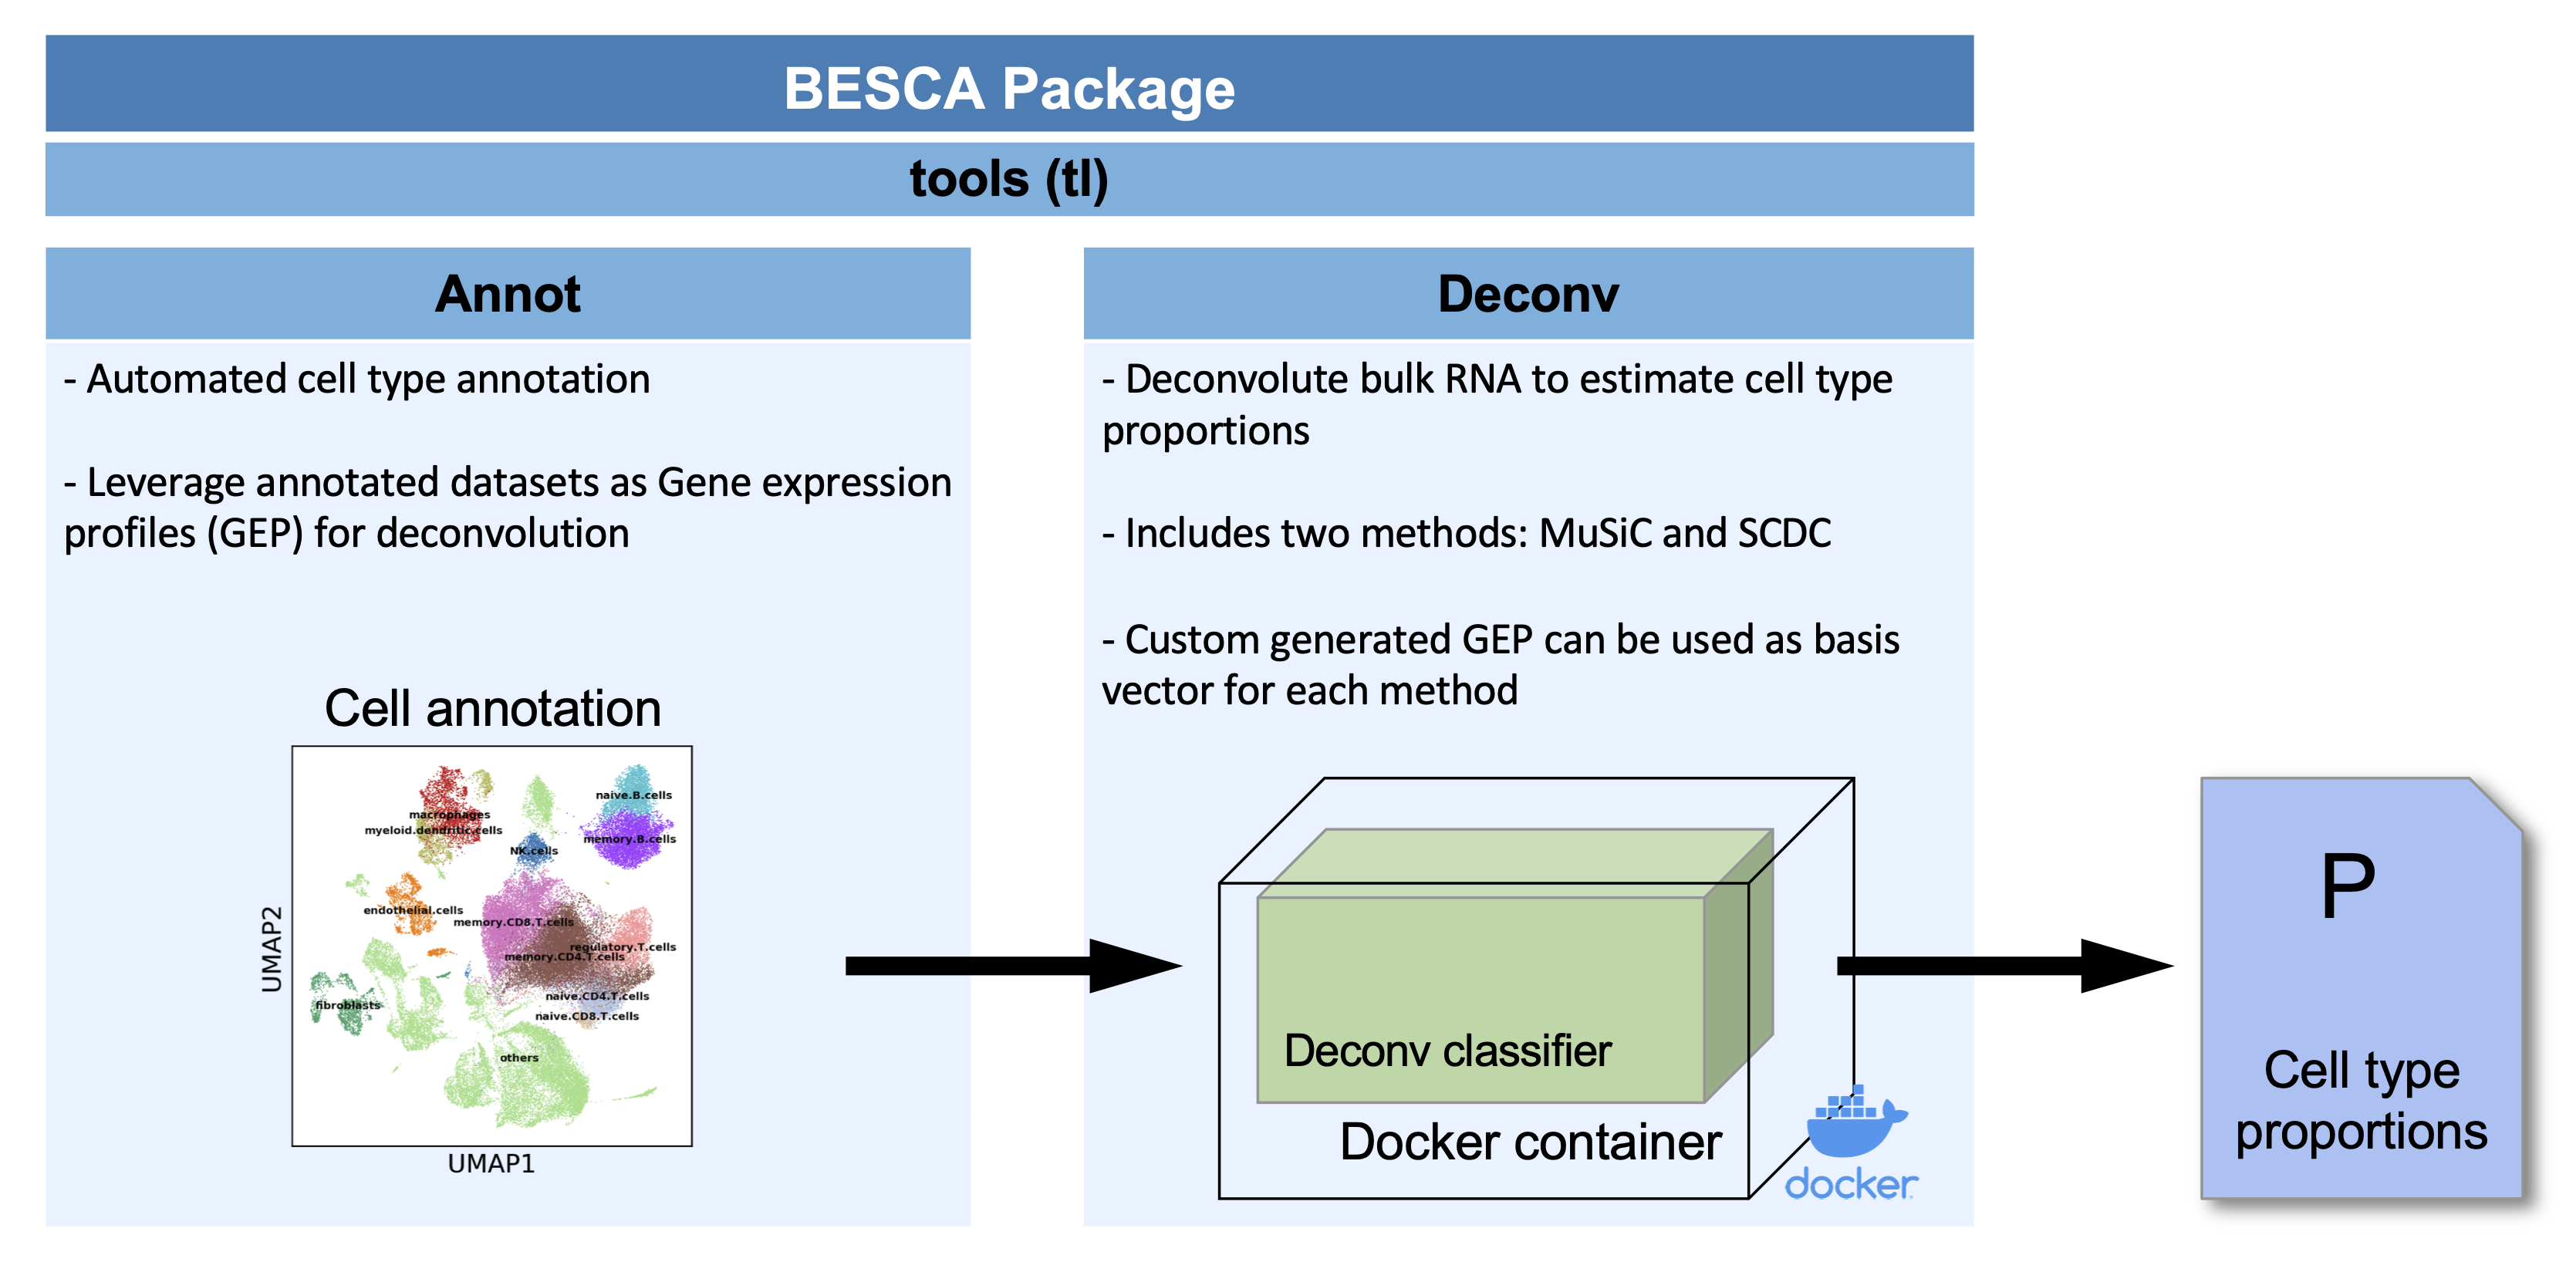 BESCA Package
tools (tl)
Annot
- Automated cell type annotation
- Leverage annotated datasets as Gene expression
profiles (GEP) for deconvolution
Cell annotation
naive.B.cells
macrophages
myeloid.dendritic.cells
memory.B.cells
NK.cells
endothelial.cells
memory.CD8.T.cells
regulatory.T.cells
memory.CD4.T.cells
naive.CD4.T.cells
fibroblasts
naive.CD8.T.cells
others
UMAP2
UMAP1
Deconv
- Deconvolute bulk RNA to estimate cell type
proportions
- Includes two methods: MuSiC and SCDC
- Custom generated GEP can be used as basis
vector for each method
Deconv classifier
Docker container
docker
P
Cell type
proportions